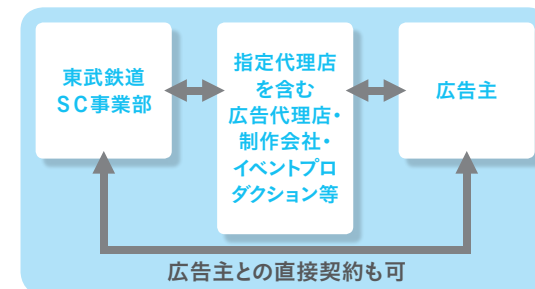 東武鉄道
SC事業部
指定代理店
を含む
広告代理店・
制作会社・
イベントプロ
ダクション等
広告主
広告主との直接契約も可